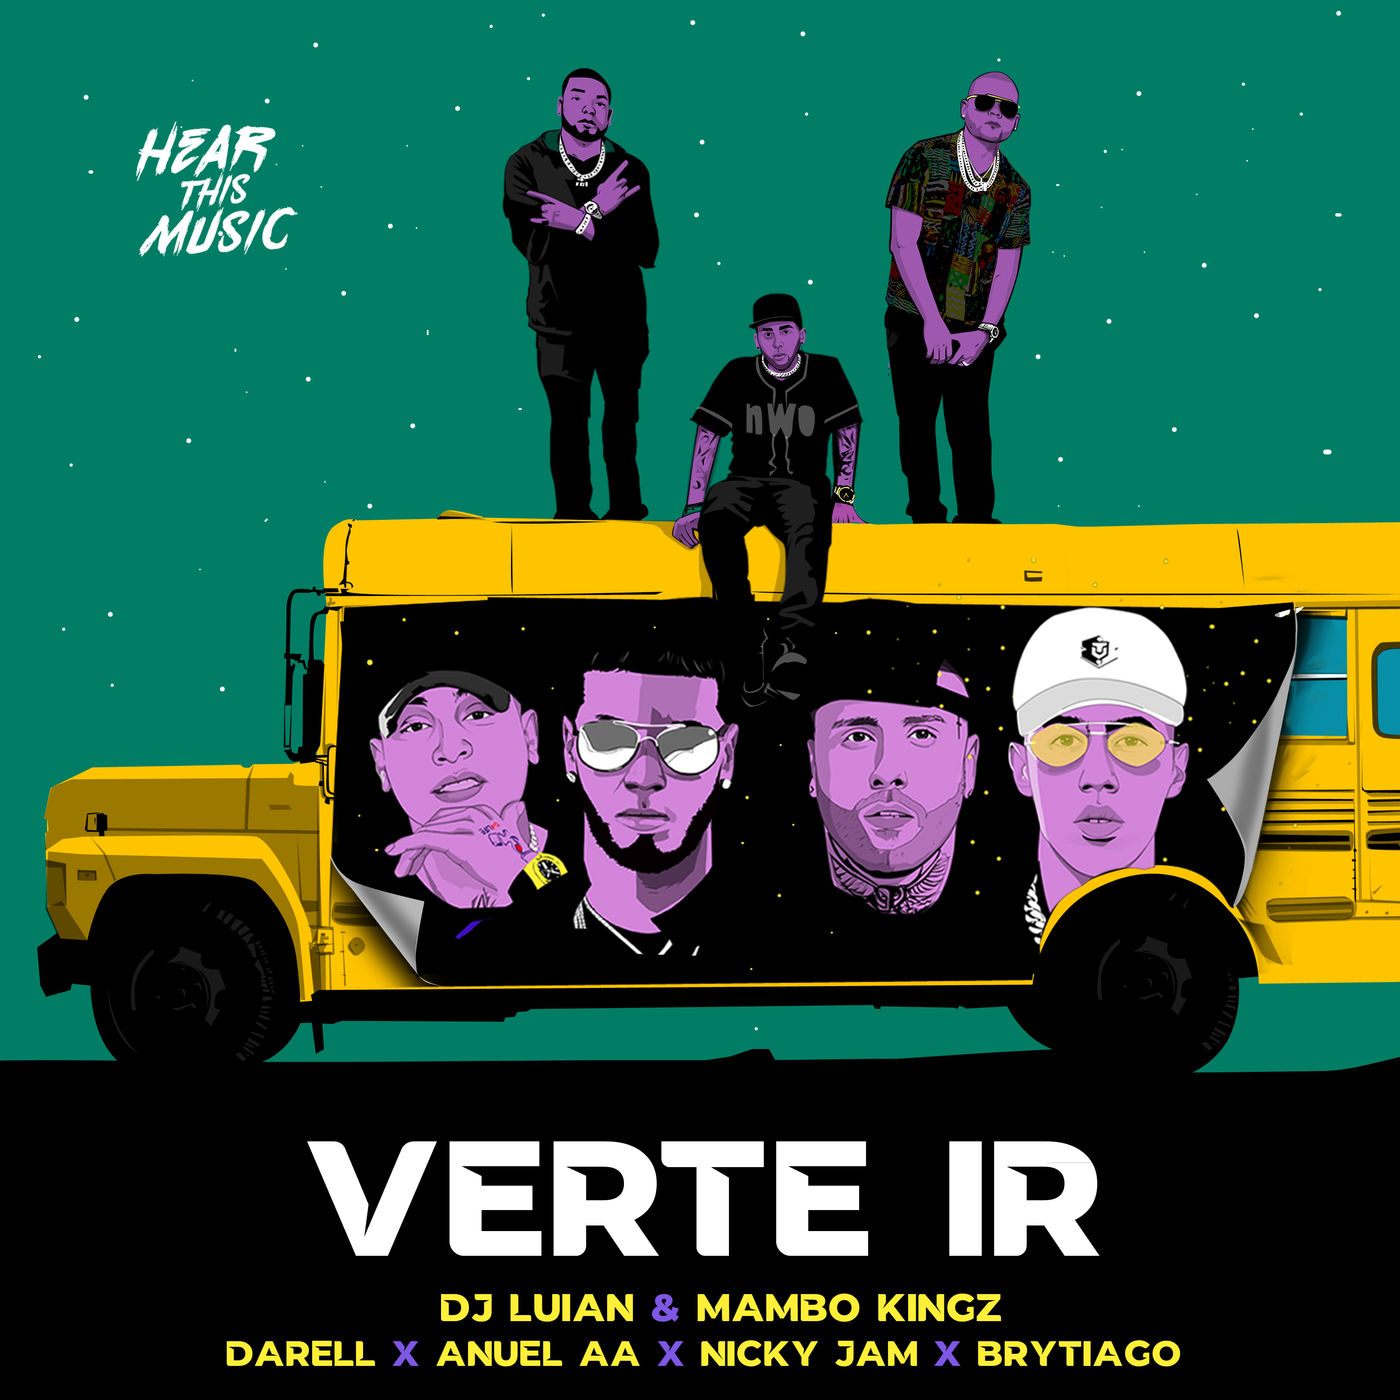 HEAR
THIS
MUSIC
nWo
VERTE IR
DJ LUIAN & MAMBO KINGZ
DARELL X ANUEL AA X NICKY JAM X BRYTIAGO